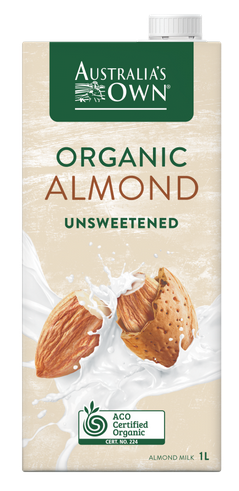 AUSTRALIA'S
OWN®
ORGANIC
ALMOND
UNSWEETENED
ACO
Certified
Organic
CERT. NO. 224
ALMOND MILK 1L